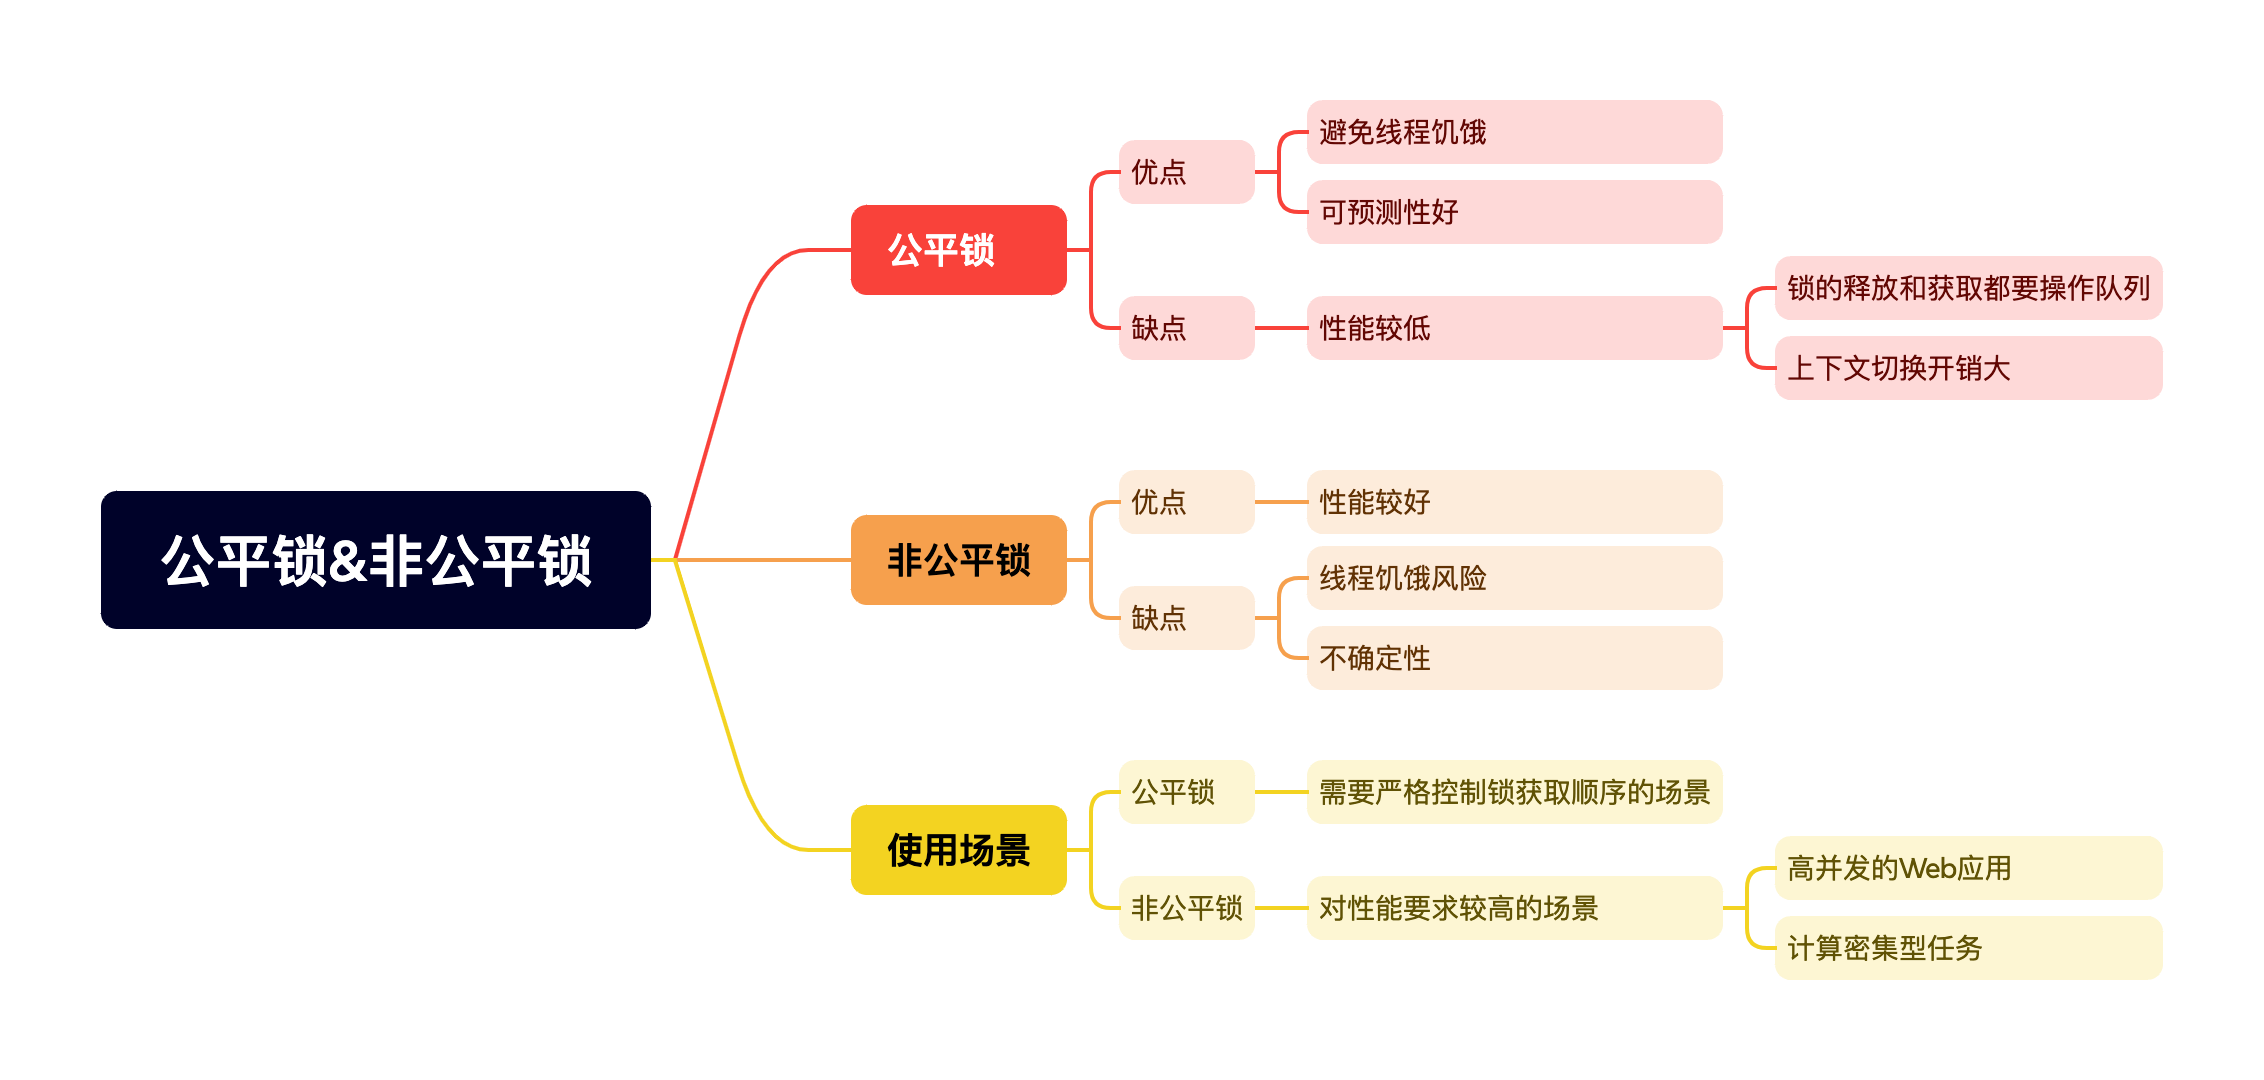 公平锁&非公平锁
公平锁
优点
避免线程饥饿
可预测性好
缺点
性能较低
锁的释放和获取都要操作队列
上下文切换开销大
非公平锁
优点
性能较好
缺点
线程饥饿风险
不确定性
使用场景
公平锁
需要严格控制锁获取顺序的场景
非公平锁
对性能要求较高的场景
高并发的Web应用
计算密集型任务